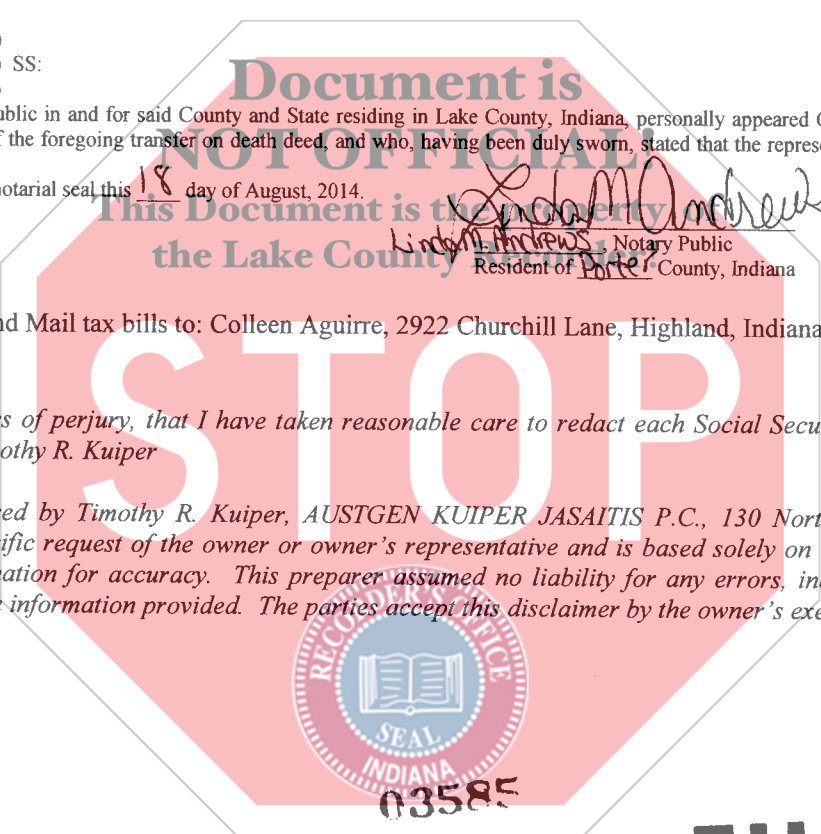 SS:
Document is
ublic in and for said County and State residing in Lake County, Indiana, personally appeared
f the foregoing transfer on death deed, and who, having been duly sworn, stated that the repres
NOT OFFICIAL!
notarial seal this 18 day of August, 2014.
Linda M Andrews
This Document is the property
Linda M. Andrews, Notary Public
the Lake County Recorder!
Resident of Porter County, Indiana
nd Mail tax bills to: Colleen Aguirre, 2922 Churchill Lane, Highland, Indiana
STOP
s of perjury, that I have taken reasonable care to redact each Social Secu
othy R. Kuiper
red by Timothy R. Kuiper, AUSTGEN KUIPER JASAITIS P.C., 130 Nort
ific request of the owner or owner's representative and is based solely on
ation for accuracy. This preparer assumed no liability for any errors, in
e information provided. The parties accept this disclaimer by the owner's exe
RECORDER'S OFFICE
SEAL
INDIANA
03585